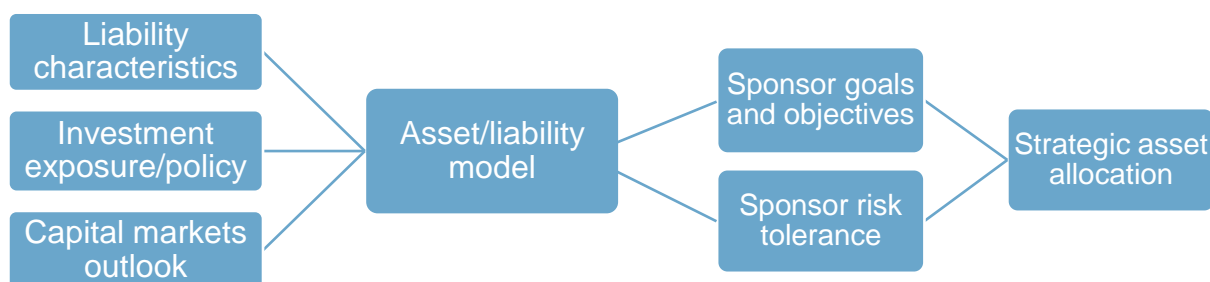 Liability
characteristics
Investment
exposure/policy
Capital markets
outlook
Asset/liability
model
Sponsor goals
and objectives
Sponsor risk
tolerance
Strategic asset
allocation